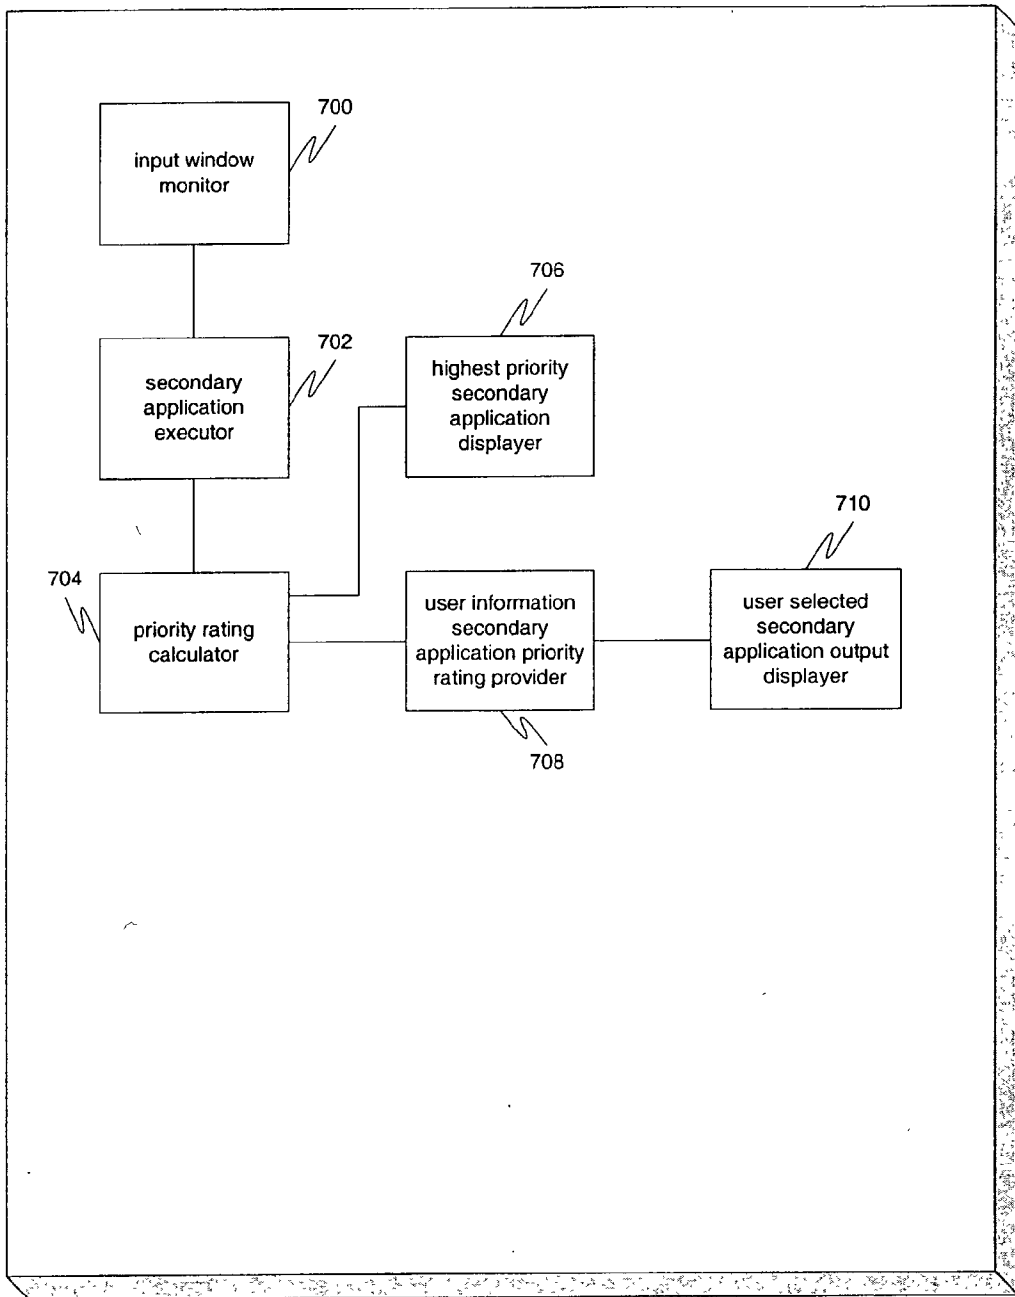 700
input window
monitor
706
702
secondary
application
executor
highest priority
secondary
application
displayer
710
704
priority rating
calculator
user information
secondary
application priority
rating provider
user selected
secondary
application output
displayer
708